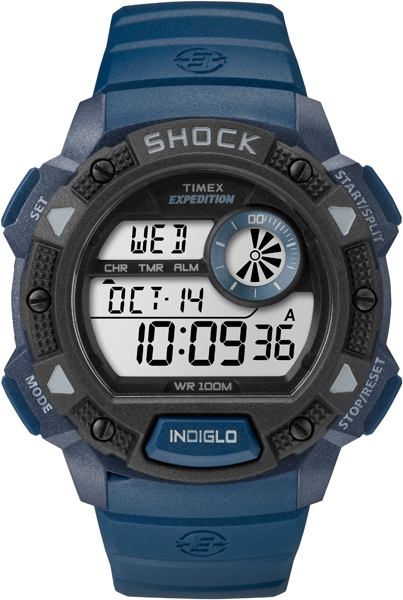 SHOCK
TIMEX
EXPEDITION
SET
START/SPLIT
00
WED
CHR TMR ALM
OCT-14
A
10:09 36
WR 100M
MODE
STOP/RESET
INDIGLO